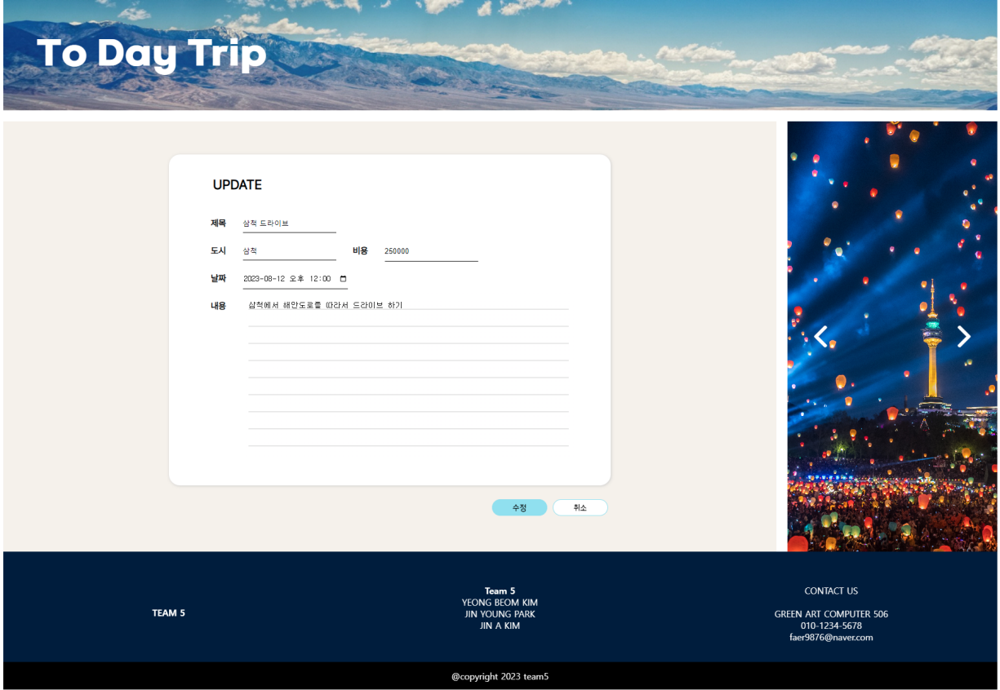 To Day Trip
UPDATE
제목 삼척 드라이브
도시 삼척 비용 250000
날짜 2023-08-12 오후 12:00
내용 삼척에서 해안도로를 따라서 드라이브 하기
수정 취소
TEAM 5
Team 5
YEONG BEOM KIM
JIN YOUNG PARK
JIN A KIM
CONTACT US
GREEN ART COMPUTER 506
010-1234-5678
faer9876@naver.com
@copyright 2023 team5